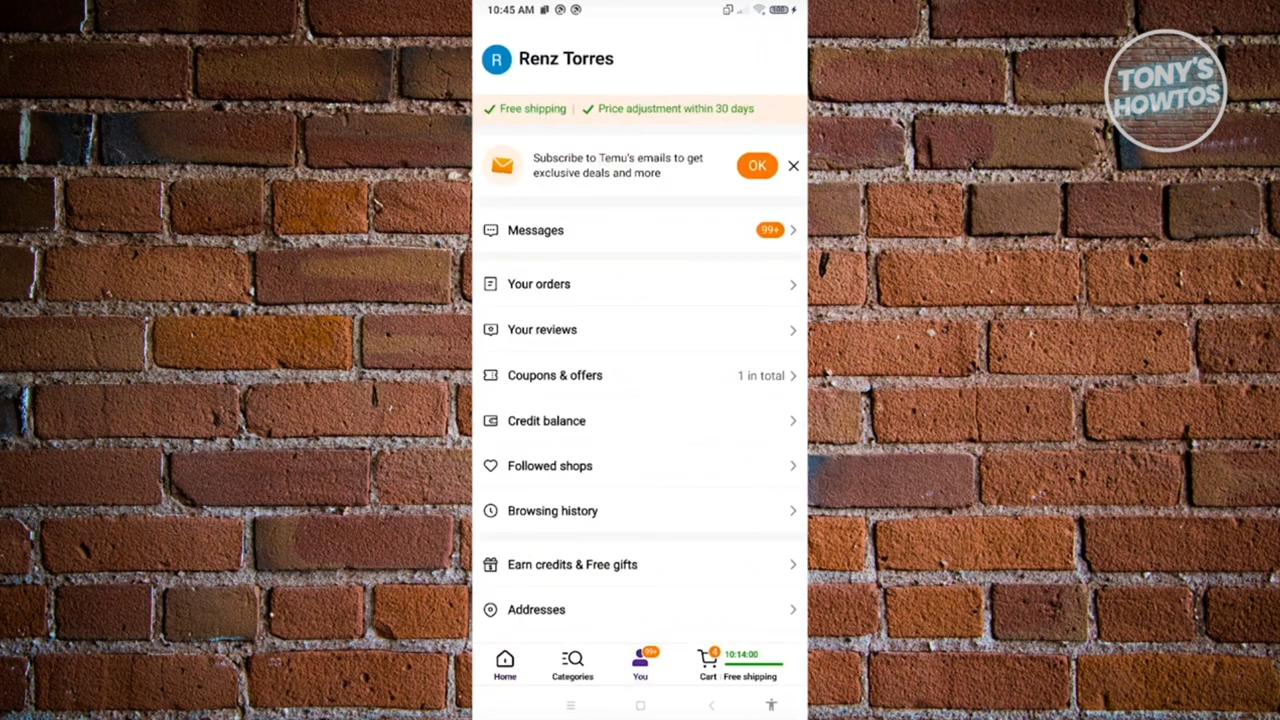 10:45 AM
100
TONY'S
HOWTOS
R
Renz Torres
Free shipping | Price adjustment within 30 days
Subscribe to Temu's emails to get
exclusive deals and more
OK
Messages
99+
Your orders
Your reviews
Coupons & offers
1 in total
Credit balance
Followed shops
Browsing history
Earn credits & Free gifts
Addresses
99+
4
10:14:00
Home
Categories
You
Cart
Free shipping